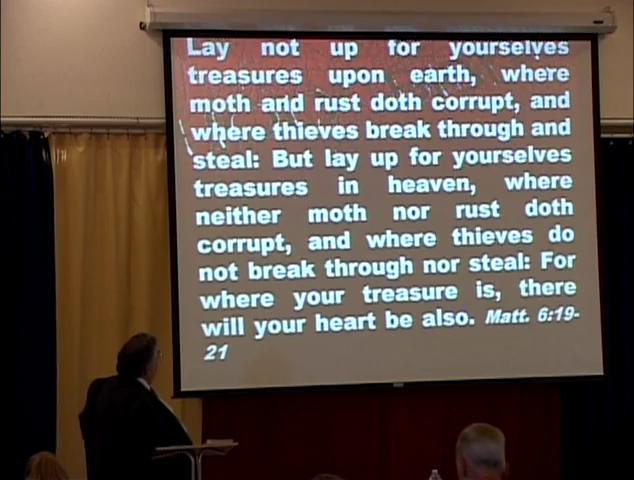 Lay not up for yourselves
treasures upon earth, where
moth and rust doth corrupt, and
where thieves break through and
steal: But lay up for yourselves
treasures in heaven, where
neither moth nor rust doth
corrupt, and where thieves do
not break through nor steal: For
where your treasure is, there
will your heart be also. Matt. 6:19-
21